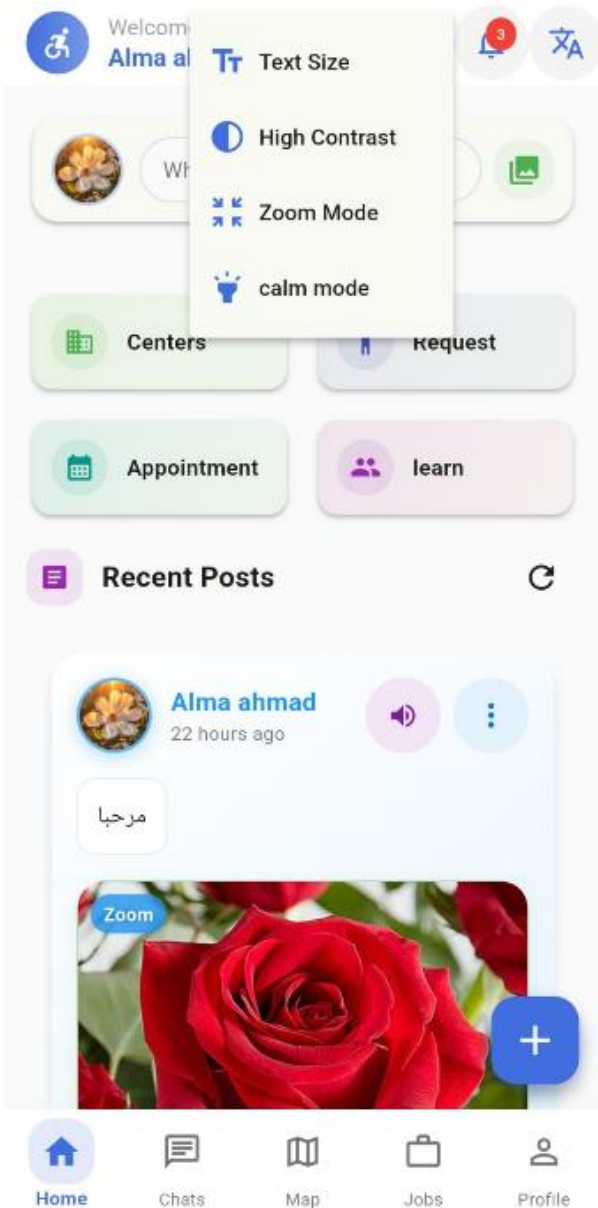 Welcom
Alma al
3
Text Size
High Contrast
Zoom Mode
calm mode
Wh
Centers
Request
Appointment
learn
Recent Posts
Alma ahmad
22 hours ago
مرحبا
Zoom
Home
Chats
Map
Jobs
Profile